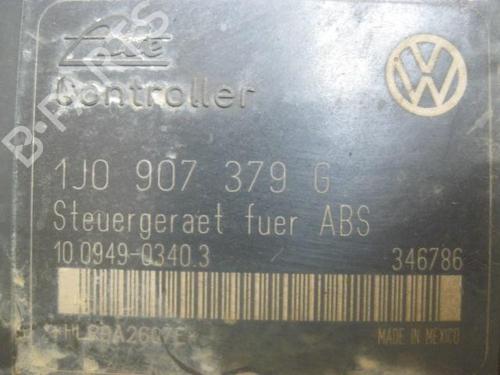 Controller
1J0 907 379 G
Steuergeraet fuer ABS
10.0949-0340.3 346786
MADE IN MEXICO
B-PARTS